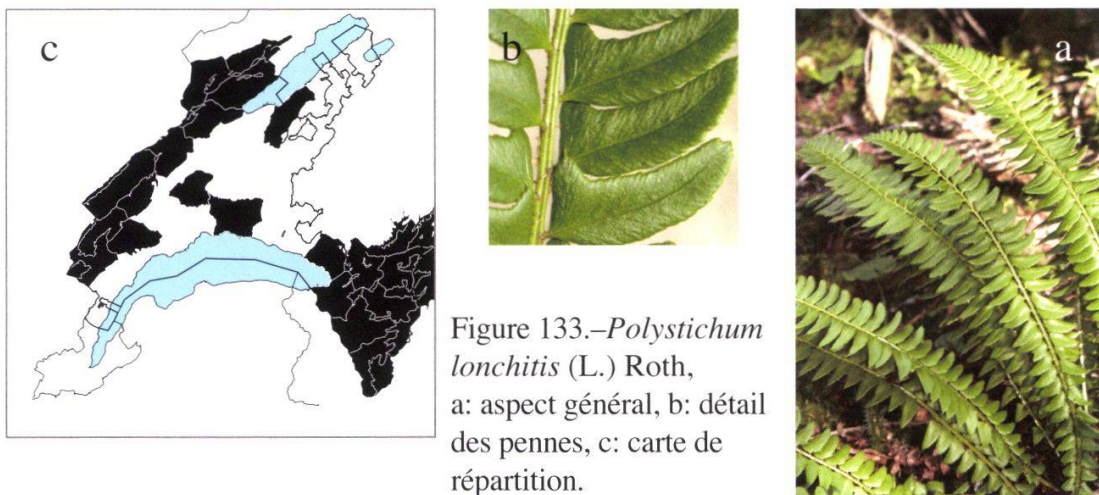 c
b
a
Figure 133.–Polystichum
lonchitis (L.) Roth,
a: aspect général, b: détail
des pennes, c: carte de
répartition.